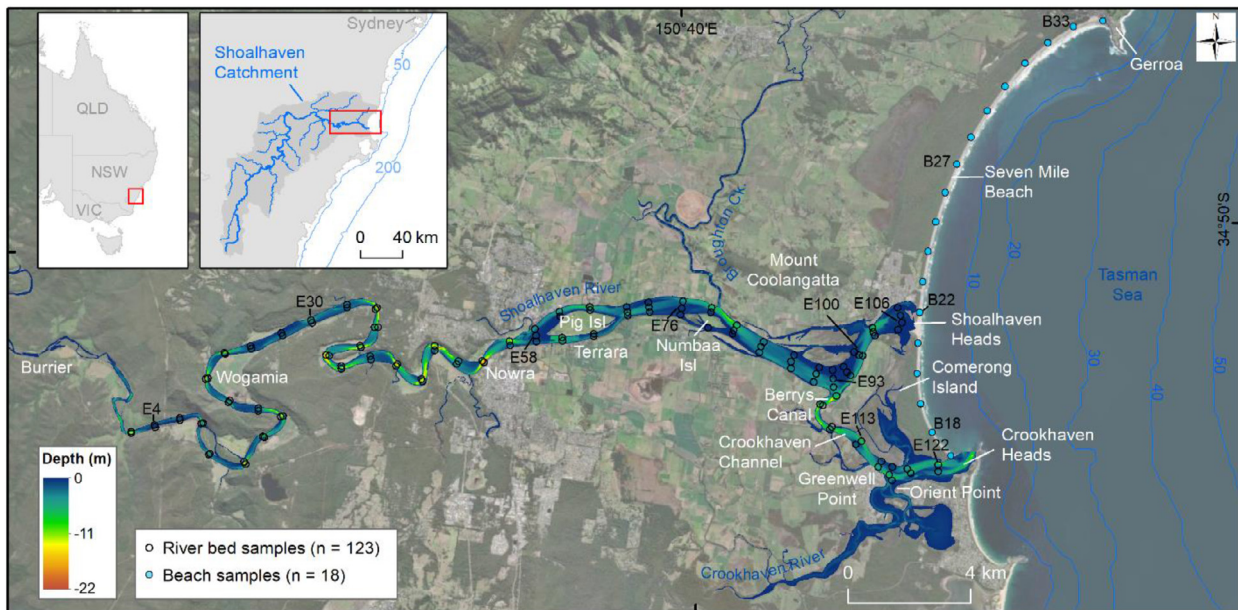 QLD
NSW
VIC
Sydney
Shoalhaven
Catchment
50
200
0 40 km
150°40'E
N
B33
Gerroa
B27
Seven Mile
Beach
34°50'S
10
20
30
40
50
Tasman
Sea
Broughton Ck.
Mount
Coolangatta
E100
E106
B22
Shoalhaven
Heads
Shoalhaven River
E30
Pig Isl
E76
E58
Terrara
Numbaa
Isl
Nowra
Burrier
Wogamia
E4
E93
Comerong
Island
Berrys
Canal
E113
B18
Crookhaven
Channel
E122
Crookhaven
Heads
Greenwell
Point
Orient Point
Crookhaven River
0 4 km
Depth (m)
0
-11
-22
River bed samples (n = 123)
Beach samples (n = 18)